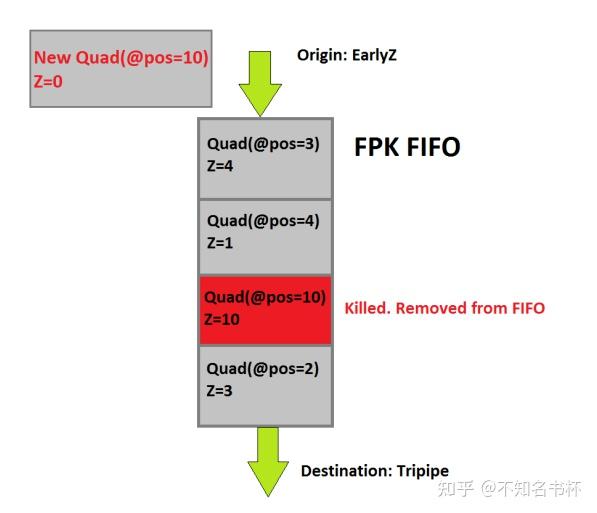 New Quad(@pos=10)
Z=0
Origin: EarlyZ
FPK FIFO
Quad(@pos=3)
Z=4
Quad(@pos=4)
Z=1
Quad(@pos=10)
Z=10
Killed. Removed from FIFO
Quad(@pos=2)
Z=3
Destination: Tripipe
知乎 @不知名书杯